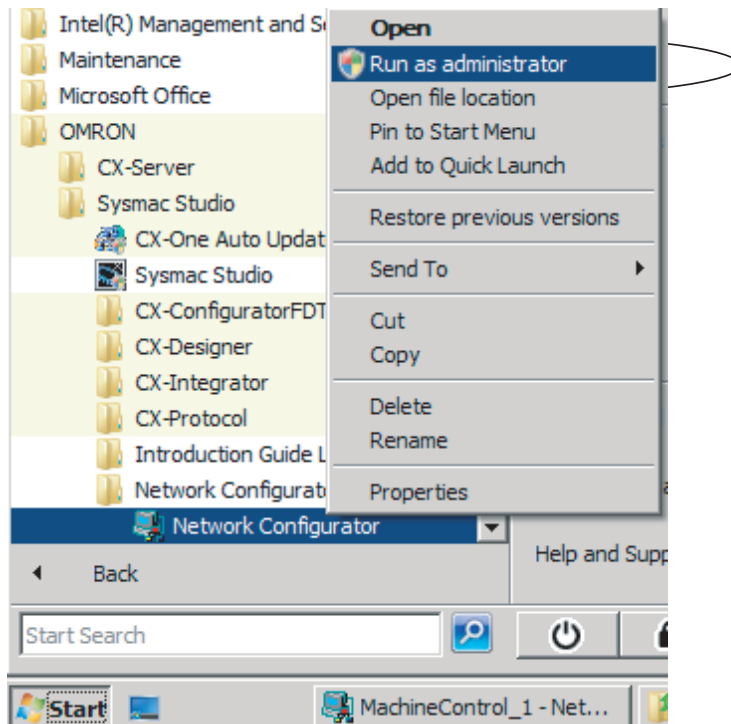 Intel(R) Management and S
Maintenance
Microsoft Office
OMRON
CX-Server
Sysmac Studio
CX-One Auto Updat
Sysmac Studio
CX-ConfiguratorFDT
CX-Designer
CX-Integrator
CX-Protocol
Introduction Guide L
Network Configurat
Network Configurator
Back
Start Search
Open
Run as administrator
Open file location
Pin to Start Menu
Add to Quick Launch
Restore previous versions
Send To
Cut
Copy
Delete
Rename
Properties
Help and Supp
Start
MachineControl_1 - Net...